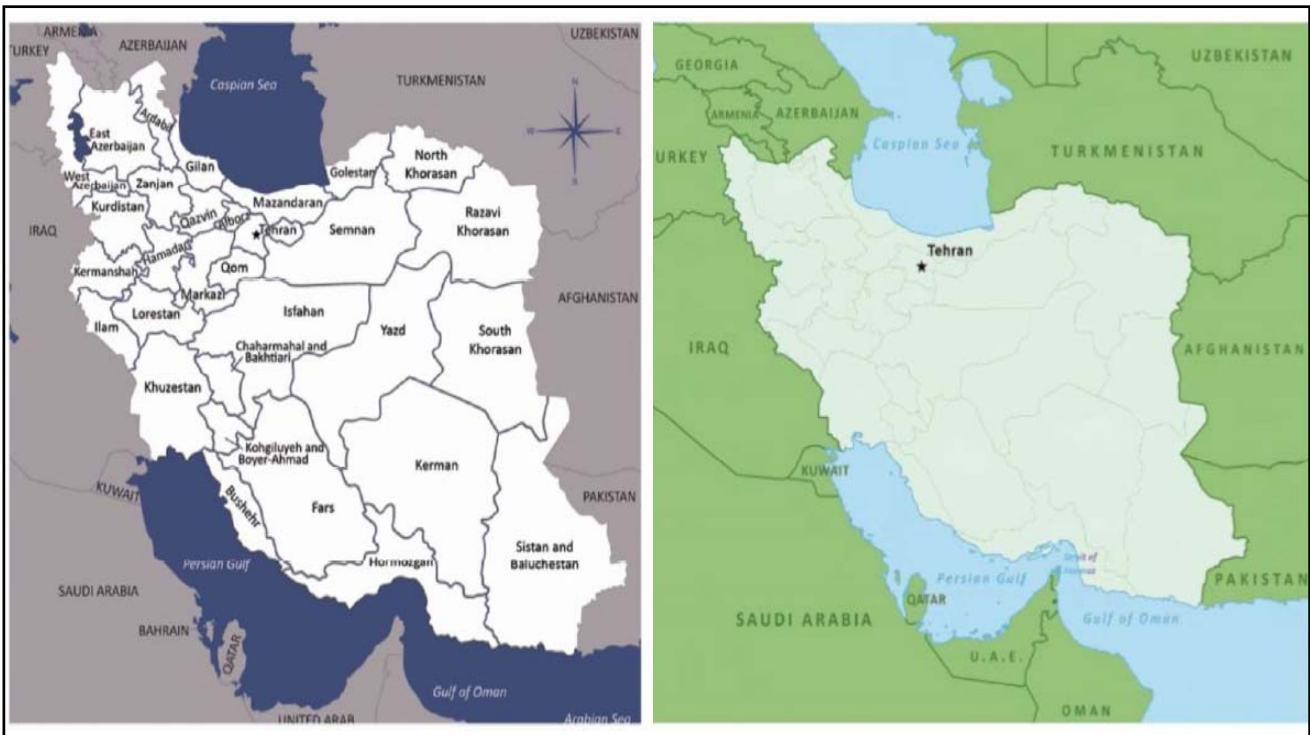 ARMENIA
TURKEY
AZERBAIJAN
UZBEKISTAN
Caspian Sea
TURKMENISTAN
N
W
E
S
Ardabil
East
Azerbaijan
Gilan
Golestan
North
Khorasan
West
Azerbaijan
Zanjan
Mazandaran
Kurdistan
Qazvin
Alborz
Tehran
Semnan
Razavi
Khorasan
IRAQ
Hamadan
Kermanshah
Qom
Markazi
AFGHANISTAN
Lorestan
Isfahan
Ilam
Yazd
South
Khorasan
Chaharmahal and
Bakhtiari
Khuzestan
Kohgiluyeh and
Boyer-Ahmad
Kerman
KUWAIT
Bushehr
Fars
PAKISTAN
Sistan and
Baluchestan
Hormozgan
Persian Gulf
SAUDI ARABIA
BAHRAIN
QATAR
Gulf of Oman
UNITED ARAB
Arabian Sea
UZBEKISTAN
GEORGIA
ARMENIA
AZERBAIJAN
Caspian Sea
TURKMENISTAN
URKEY
Tehran
IRAQ
AFGHANISTAN
KUWAIT
Strait of
Hormuz
Persian Gulf
PAKISTAN
QATAR
SAUDI ARABIA
Gulf of Oman
U.A.E.
OMAN